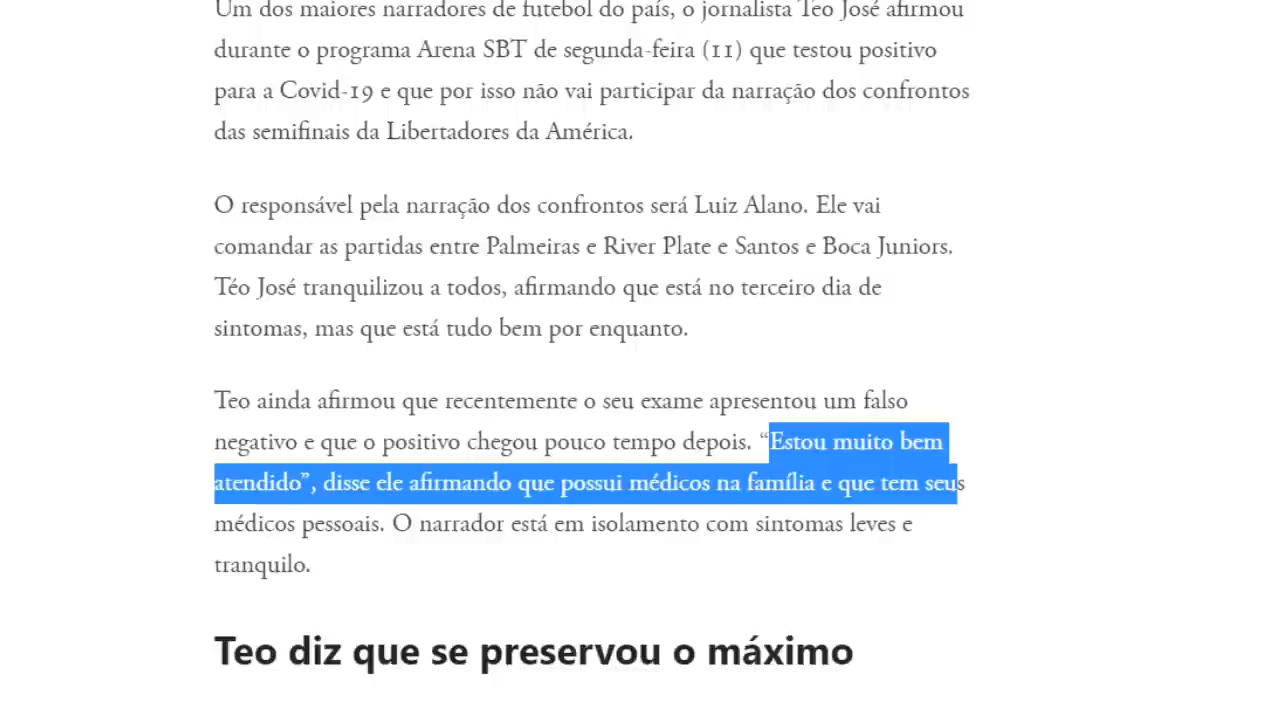 Um dos maiores narradores de futebol do país, o jornalista Teo José afirmou
durante o programa Arena SBT de segunda-feira (11) que testou positivo
para a Covid-19 e que por isso não vai participar da narração dos confrontos
das semifinais da Libertadores da América.
O responsável pela narração dos confrontos será Luiz Alano. Ele vai
comandar as partidas entre Palmeiras e River Plate e Santos e Boca Juniors.
Téo José tranquilizou a todos, afirmando que está no terceiro dia de
sintomas, mas que está tudo bem por enquanto.
Teo ainda afirmou que recentemente o seu exame apresentou um falso
negativo e que o positivo chegou pouco tempo depois. “Estou muito bem
atendido”, disse ele afirmando que possui médicos na família e que tem seus
médicos pessoais. O narrador está em isolamento com sintomas leves e
tranquilo.
Teo diz que se preservou o máximo